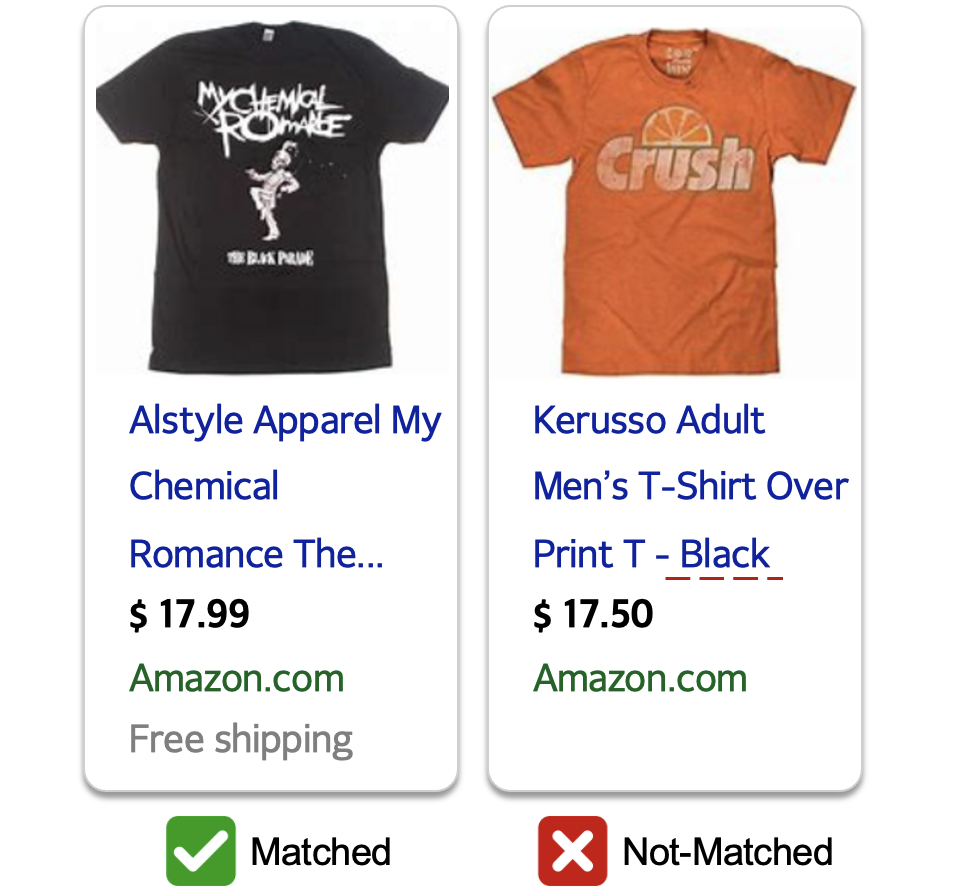 MY CHEMICAL
ROMANCE
THE BLACK PARADE
Alstyle Apparel My
Chemical
Romance The...
$ 17.99
Amazon.com
Free shipping
Matched
Crush
Kerusso Adult
Men’s T-Shirt Over
Print T - Black
$ 17.50
Amazon.com
Not-Matched